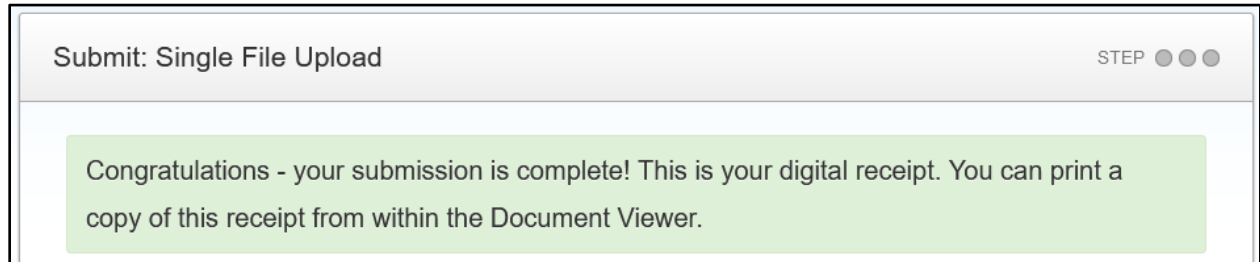 Submit: Single File Upload
STEP
Congratulations - your submission is complete! This is your digital receipt. You can print a
copy of this receipt from within the Document Viewer.